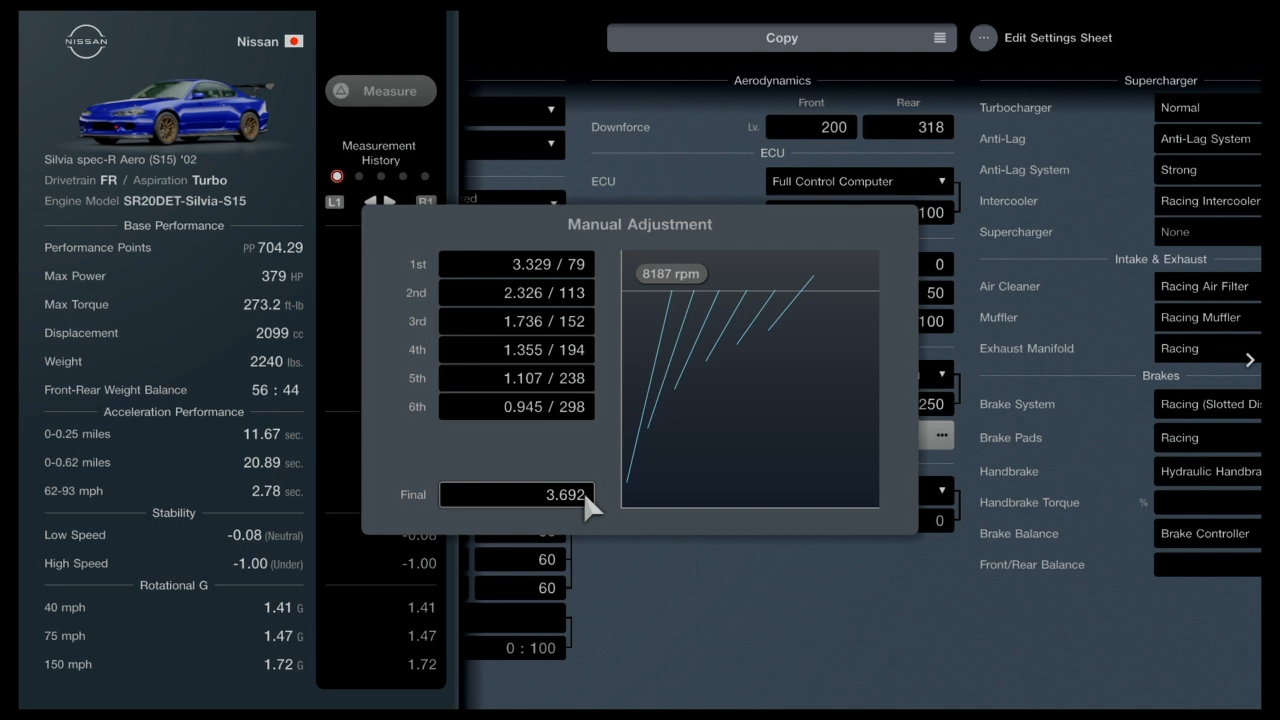 NISSAN
Nissan
Silvia spec-R Aero (S15) '02
Drivetrain FR / Aspiration Turbo
Engine Model SR20DET-Silvia-S15
Base Performance
Performance Points PP 704.29
Max Power 379 HP
Max Torque 273.2 ft-lb
Displacement 2099 cc
Weight 2240 lbs.
Front-Rear Weight Balance 56 : 44
Acceleration Performance
0-0.25 miles 11.67 sec.
0-0.62 miles 20.89 sec.
62-93 mph 2.78 sec.
Stability
Low Speed -0.08 (Neutral)
High Speed -1.00 (Under)
Rotational G
40 mph 1.41 G
75 mph 1.47 G
150 mph 1.72 G
Measure
Measurement
History
L1 R1
-0.08
-1.00
1.41
1.47
1.72
Copy
Edit Settings Sheet
Manual Adjustment
1st 3.329 / 79
2nd 2.326 / 113
3rd 1.736 / 152
4th 1.355 / 194
5th 1.107 / 238
6th 0.945 / 298
Final 3.692
8187 rpm
60
60
0 : 100
Aerodynamics
Front Rear
Downforce Lv. 200 318
ECU
ECU Full Control Computer
100
0
50
100
250
0
Supercharger
Turbocharger Normal
Anti-Lag Anti-Lag System
Anti-Lag System Strong
Intercooler Racing Intercooler
Supercharger None
Intake & Exhaust
Air Cleaner Racing Air Filter
Muffler Racing Muffler
Exhaust Manifold Racing
Brakes
Brake System Racing (Slotted Di
Brake Pads Racing
Handbrake Hydraulic Handbra
Handbrake Torque %
Brake Balance Brake Controller
Front/Rear Balance